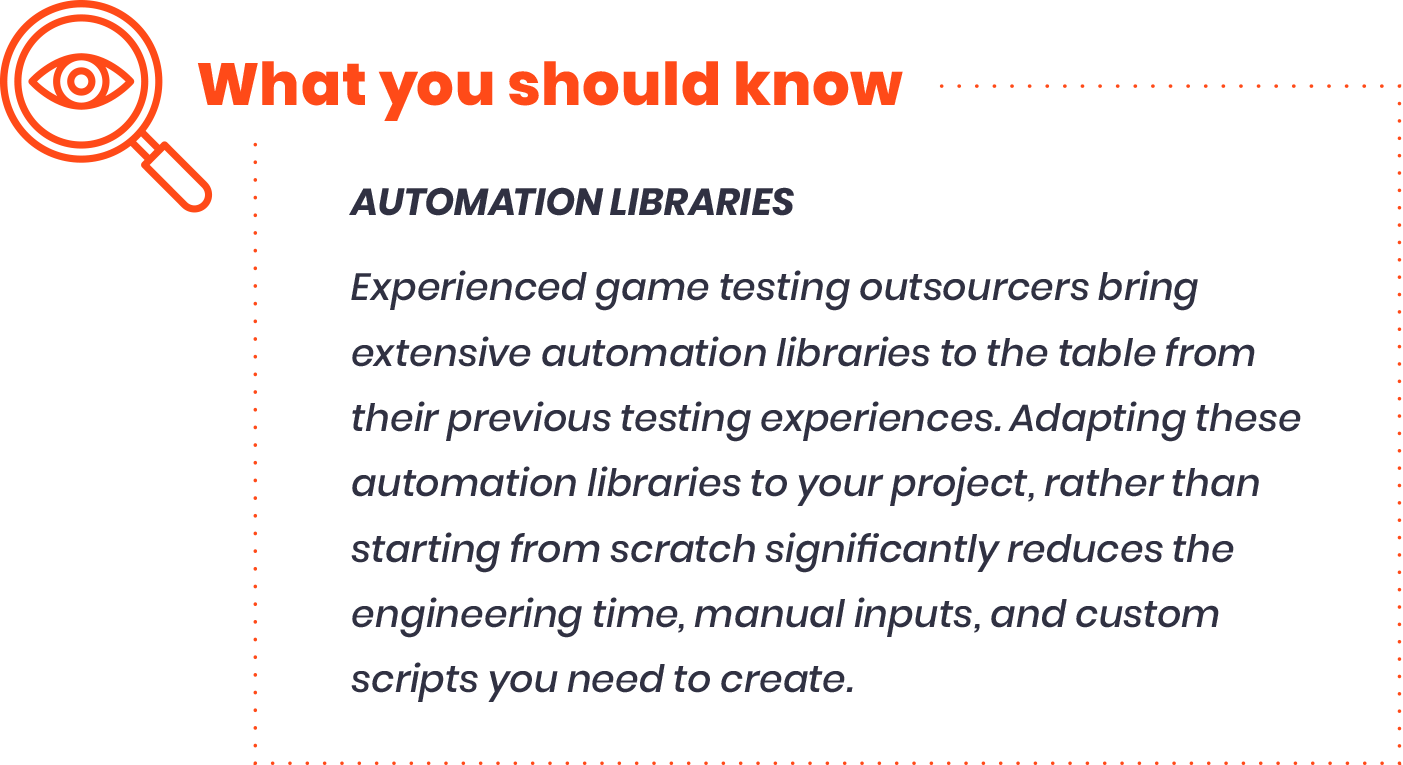 What you should know
AUTOMATION LIBRARIES
Experienced game testing outsourcers bring
extensive automation libraries to the table from
their previous testing experiences. Adapting these
automation libraries to your project, rather than
starting from scratch significantly reduces the
engineering time, manual inputs, and custom
scripts you need to create.